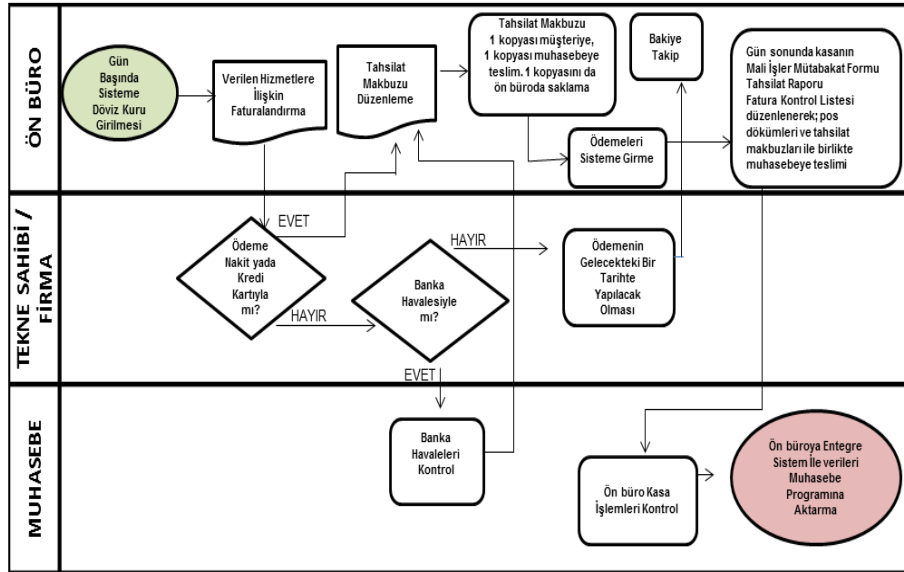 ÖN BÜRO
Gün
Başında
Sisteme
Döviz Kuru
Girilmesi
Verilen Hizmetlere
İlişkin
Faturalandırma
Tahsilat
Makbuzu
Düzenleme
Tahsilat Makbuzu
1 kopyası müşteriye,
1 kopyası muhasebeye
teslim. 1 kopyasını da
ön büroda saklama
Ödemeleri
Sisteme Girme
Bakiye
Takip
Gün sonunda kasanın
Mali İşler Mütabakat Formu
Tahsilat Raporu
Fatura Kontrol Listesi
düzenlenerek; pos
dökümleri ve tahsilat
makbuzları ile birlikte
muhasebeye teslimi
TEKNE SAHİBİ /
FİRMA
Ödeme
Nakit yada
Kredi
Kartıyla
mı?
EVET
HAYIR
Banka
Havalesiyle
mı?
HAYIR
EVET
Ödemenin
Gelecekteki Bir
Tarihte
Yapılacak
Olması
MUHASEBE
Banka
Havaleleri
Kontrol
Ön büro Kasa
İşlemleri Kontrol
Ön büroya Entegre
Sistem İle verileri
Muhasebe
Programına
Aktarma